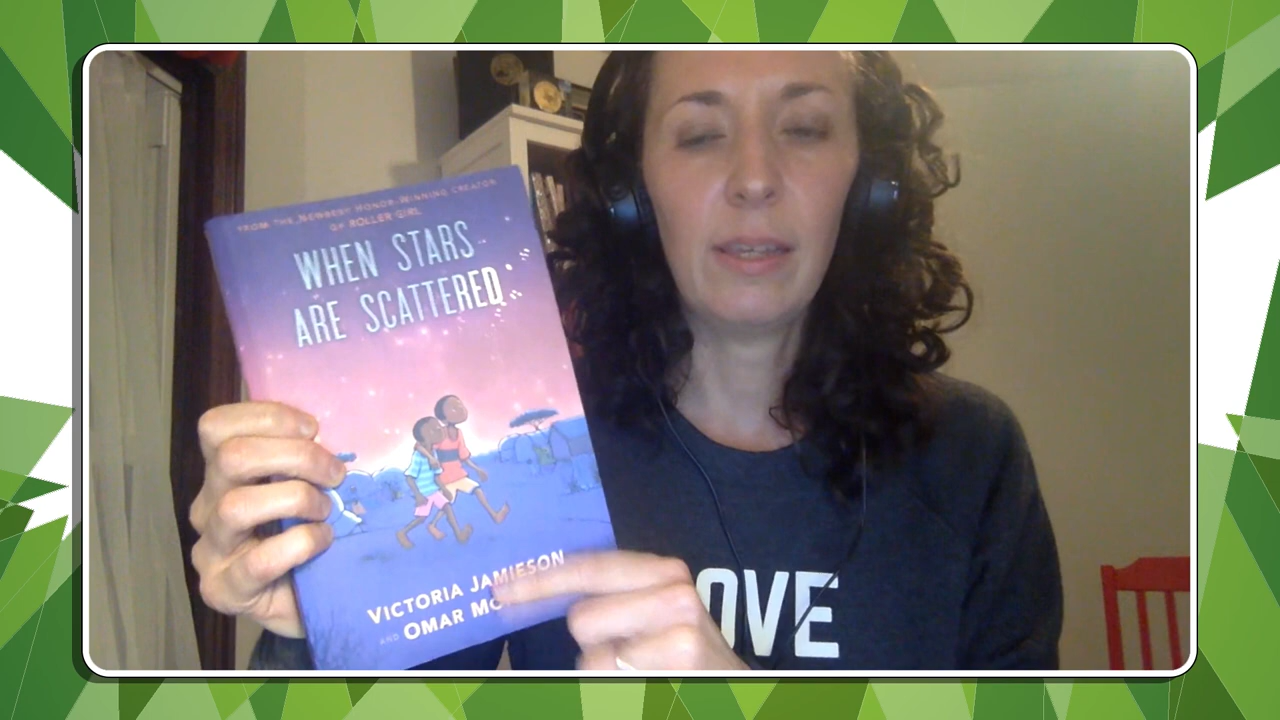 FROM THE NEWBERY HONOR-WINNING CREATOR
OF ROLLER GIRL
WHEN STARS
ARE SCATTERED
VICTORIA JAMIESON
AND OMAR MO
OVE